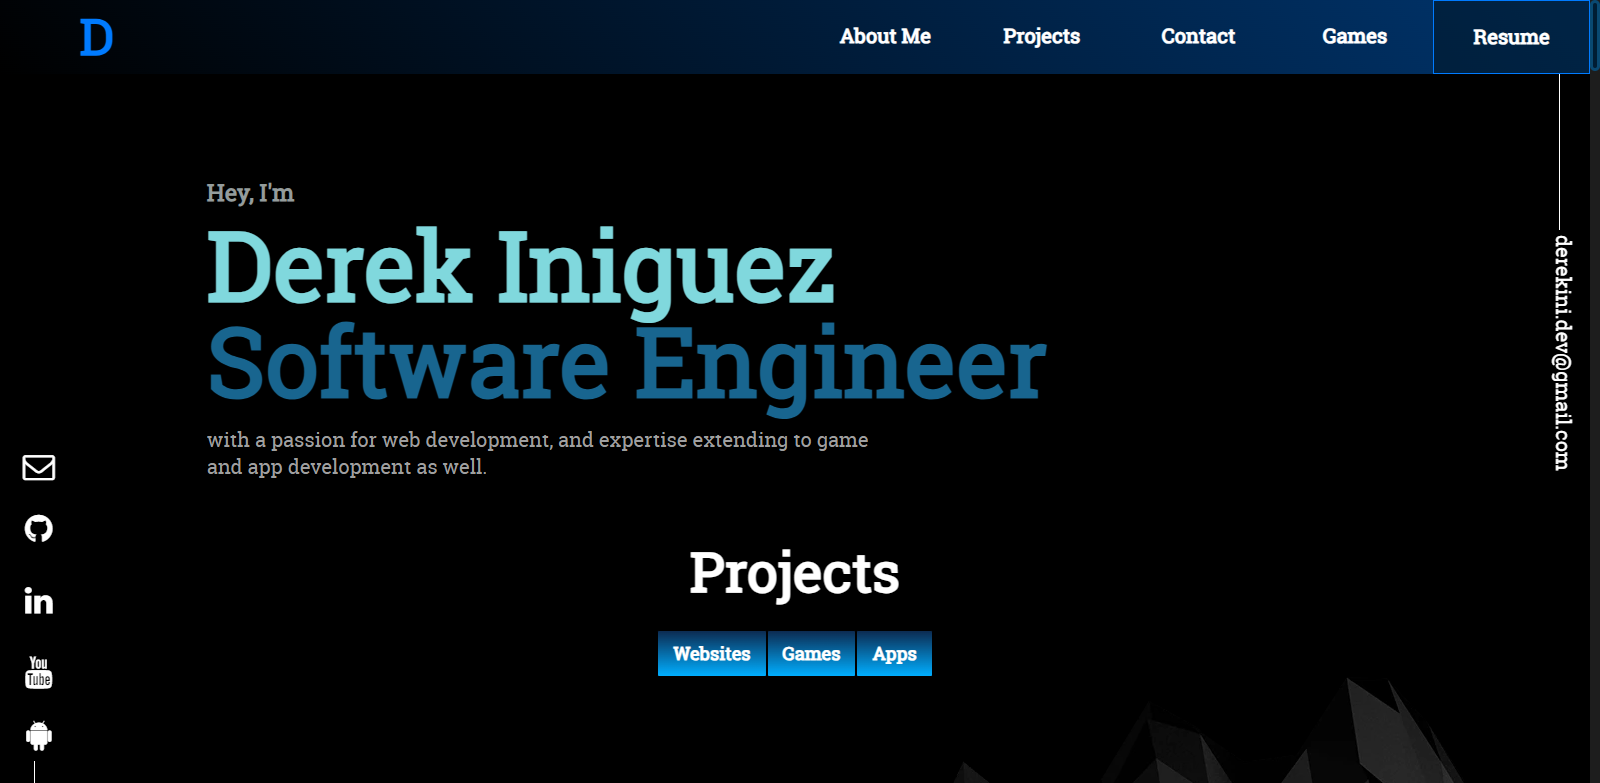 D
About Me
Projects
Contact
Games
Resume
Hey, I'm
Derek Iniguez
Software Engineer
with a passion for web development, and expertise extending to game
and app development as well.
derekini.dev@gmail.com
in
You
Tube
Projects
Websites
Games
Apps